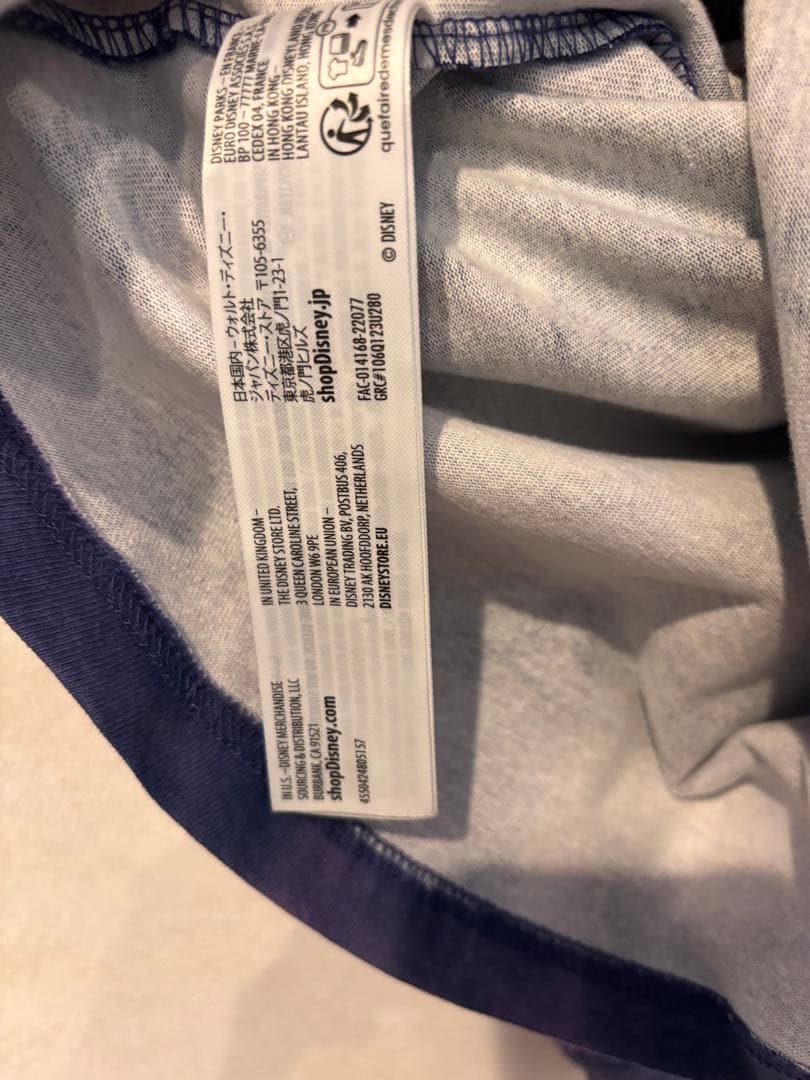 IN U.S. – DISNEY MERCHANDISE
SOURCING & DISTRIBUTION, LLC
BURBANK, CA 91521
shopDisney.com
4550424805157
IN UNITED KINGDOM –
THE DISNEY STORE LTD.
3 QUEEN CAROLINE STREET,
LONDON W6 9PE
IN EUROPEAN UNION –
DISNEY TRADING BV, POSTBUS 406,
2130 AK HOOFDDORP, NETHERLANDS
DISNEYSTORE.EU
日本国内 – ウォルト・ディズニー・
ジャパン株式会社
ディズニー・ストア 〒105-6355
東京都港区虎ノ門1-23-1
虎ノ門ヒルズ
shopDisney.jp
FAC-014168-22077
GRC#106Q123U280
© DISNEY
DISNEY PARKS –
EURO DISNEY ASSOCIES
BP 100 – 77777 MARNE
CEDEX 04, FRANCE
IN HONG KONG –
HONG KONG DISNEYLAND
LANTAU ISLAND, HONG KONG
quefairedemesdechets